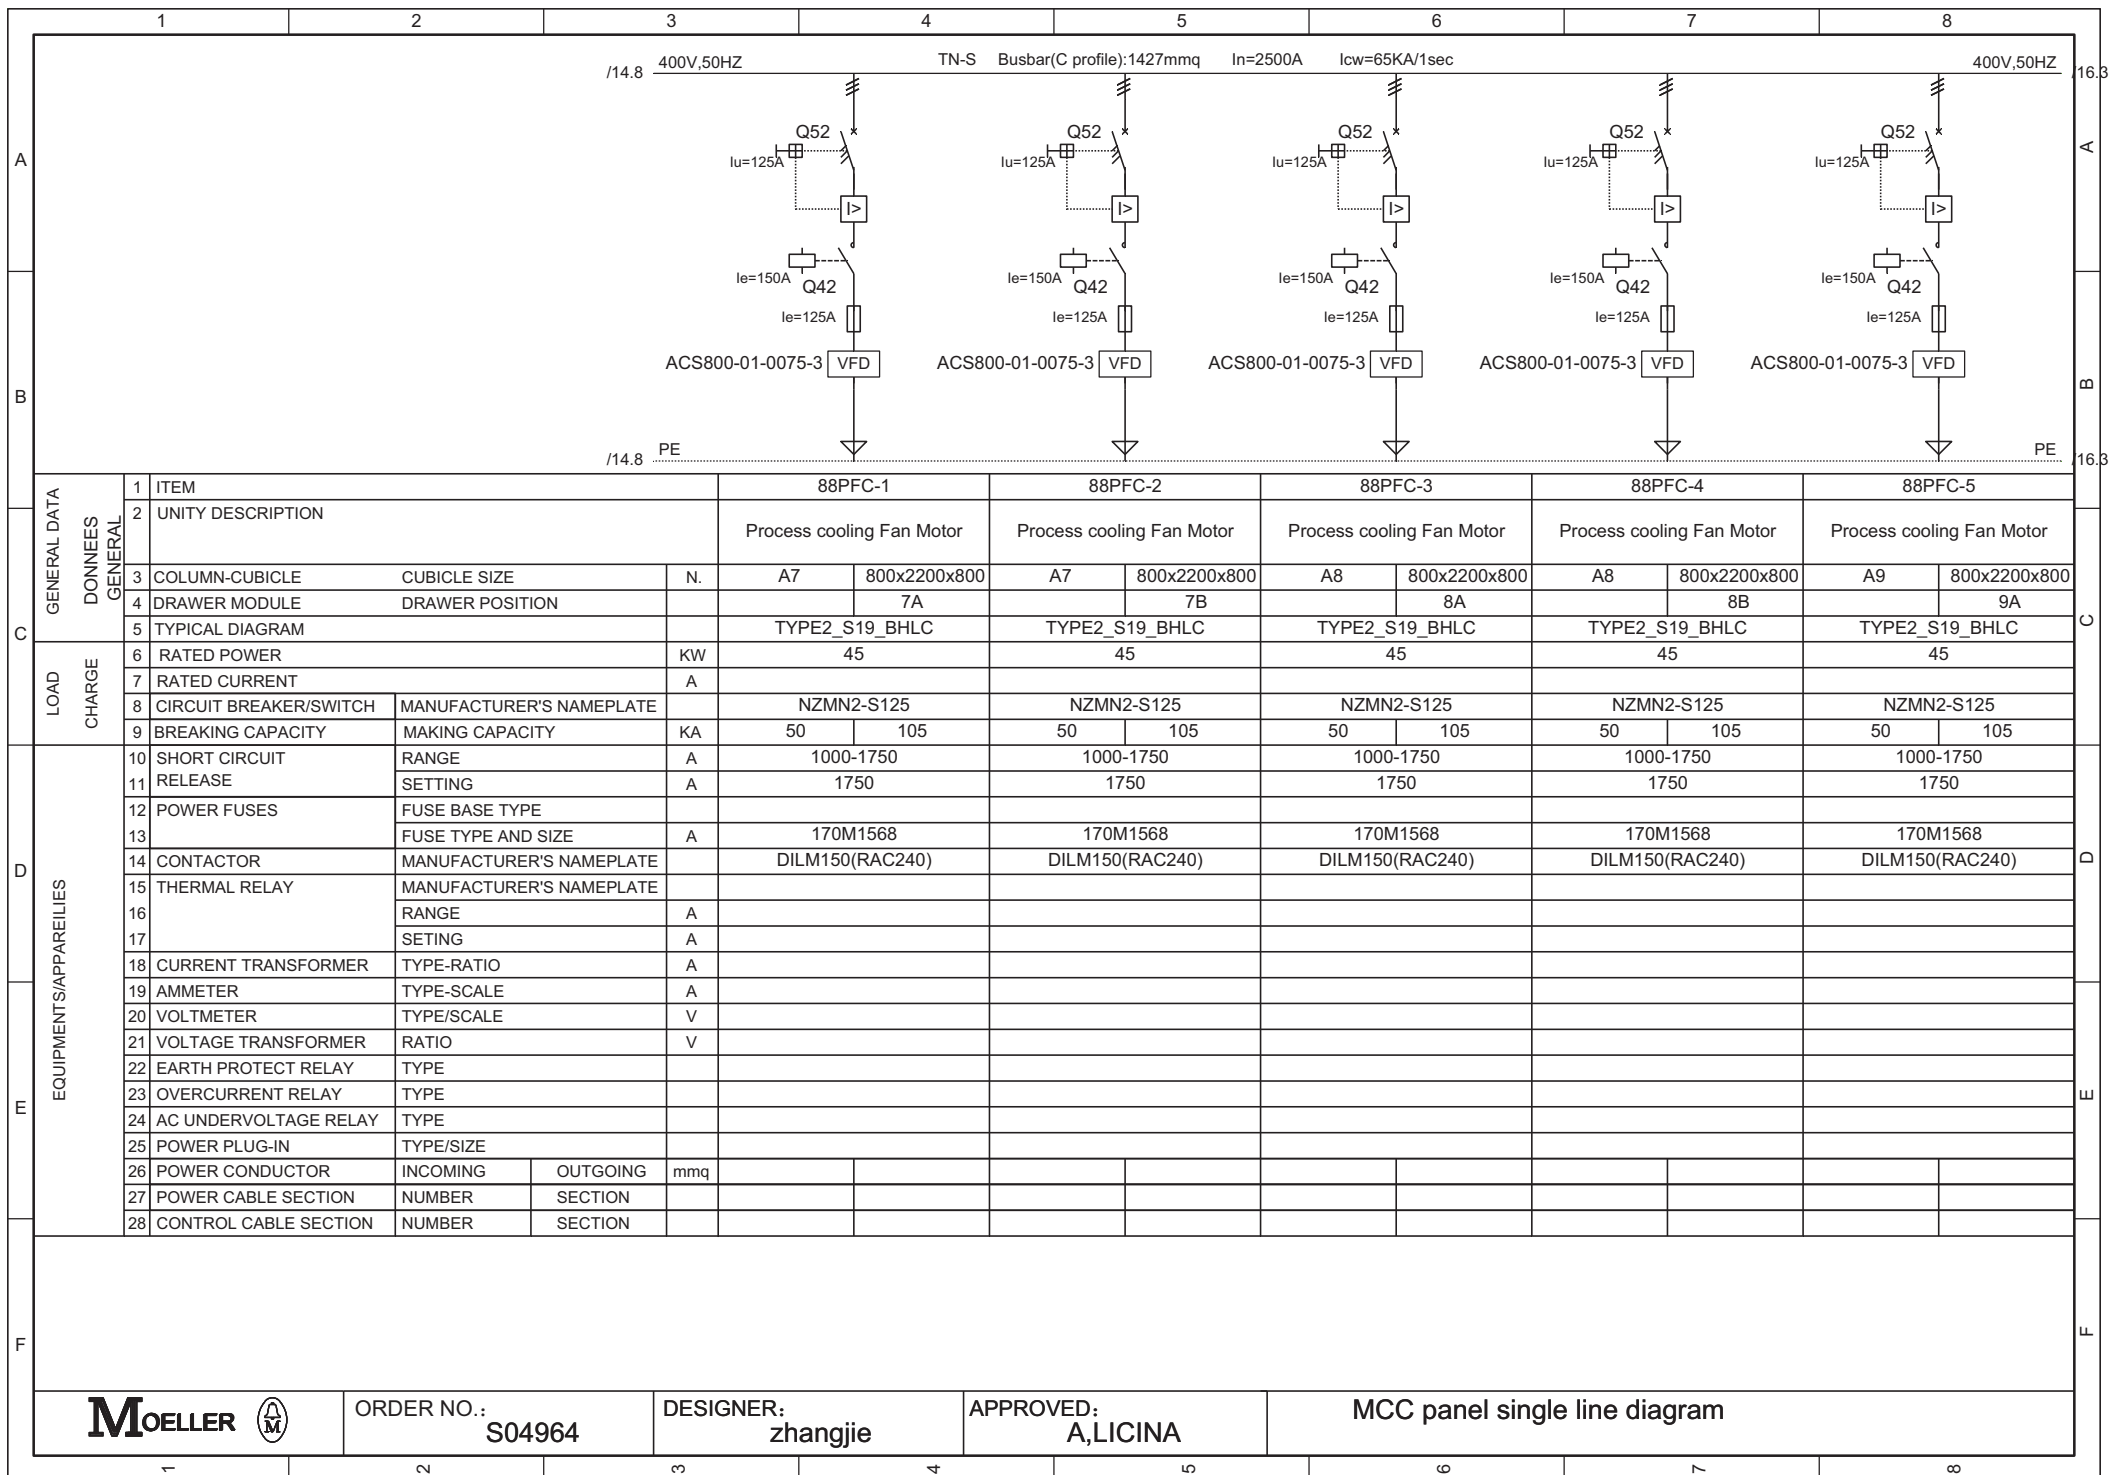 1 2 3 4 5 6 7 8
/14.8 400V,50HZ TN-S Busbar(C profile):1427mmq In=2500A Icw=65KA/1sec 400V,50HZ /16.3
Q52 Q52 Q52 Q52 Q52
A Iu=125A Iu=125A Iu=125A Iu=125A Iu=125A A
I> I> I> I> I>
Ie=150A Ie=150A Ie=150A Ie=150A Ie=150A
Q42 Q42 Q42 Q42 Q42
Ie=125A Ie=125A Ie=125A Ie=125A Ie=125A
ACS800-01-0075-3 VFD ACS800-01-0075-3 VFD ACS800-01-0075-3 VFD ACS800-01-0075-3 VFD ACS800-01-0075-3 VFD
B B
/14.8 PE PE /16.3
GENERAL DATA
DONNEES
GENERAL
1 ITEM 88PFC-1 88PFC-2 88PFC-3 88PFC-4 88PFC-5
2 UNITY DESCRIPTION Process cooling Fan Motor Process cooling Fan Motor Process cooling Fan Motor Process cooling Fan Motor Process cooling Fan Motor
3 COLUMN-CUBICLE CUBICLE SIZE N. A7 800x2200x800 A7 800x2200x800 A8 800x2200x800 A8 800x2200x800 A9 800x2200x800
4 DRAWER MODULE DRAWER POSITION 7A 7B 8A 8B 9A
C C
5 TYPICAL DIAGRAM TYPE2_S19_BHLC TYPE2_S19_BHLC TYPE2_S19_BHLC TYPE2_S19_BHLC TYPE2_S19_BHLC
LOAD
CHARGE
6 RATED POWER KW 45 45 45 45 45
7 RATED CURRENT A
8 CIRCUIT BREAKER/SWITCH MANUFACTURER'S NAMEPLATE NZMN2-S125 NZMN2-S125 NZMN2-S125 NZMN2-S125 NZMN2-S125
9 BREAKING CAPACITY MAKING CAPACITY KA 50 105 50 105 50 105 50 105 50 105
EQUIPMENTS/APPAREILIES
10 SHORT CIRCUIT RANGE A 1000-1750 1000-1750 1000-1750 1000-1750 1000-1750
11 RELEASE SETTING A 1750 1750 1750 1750 1750
12 POWER FUSES FUSE BASE TYPE
13 FUSE TYPE AND SIZE A 170M1568 170M1568 170M1568 170M1568 170M1568
D D
14 CONTACTOR MANUFACTURER'S NAMEPLATE DILM150(RAC240) DILM150(RAC240) DILM150(RAC240) DILM150(RAC240) DILM150(RAC240)
15 THERMAL RELAY MANUFACTURER'S NAMEPLATE
16 RANGE A
17 SETING A
18 CURRENT TRANSFORMER TYPE-RATIO A
19 AMMETER TYPE-SCALE A
20 VOLTMETER TYPE/SCALE V
21 VOLTAGE TRANSFORMER RATIO V
22 EARTH PROTECT RELAY TYPE
23 OVERCURRENT RELAY TYPE
E E
24 AC UNDERVOLTAGE RELAY TYPE
25 POWER PLUG-IN TYPE/SIZE
26 POWER CONDUCTOR INCOMING OUTGOING mmq
27 POWER CABLE SECTION NUMBER SECTION
28 CONTROL CABLE SECTION NUMBER SECTION
F F
MOELLER M ORDER NO.: S04964 DESIGNER: zhangjie APPROVED: A,LICINA MCC panel single line diagram
1 2 3 4 5 6 7 8